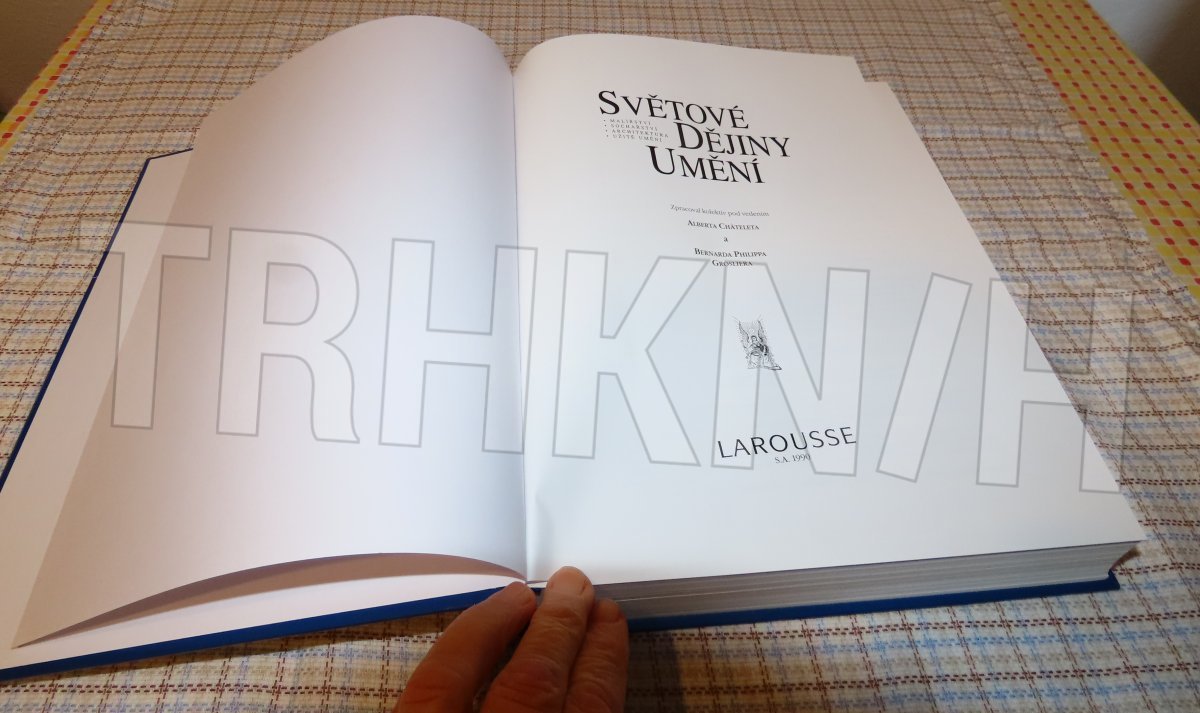 SVĚTOVÉ
• MALÍŘSTVÍ
• SOCHAŘSTVÍ
• ARCHITEKTURA
• UŽITÉ UMĚNÍ
DĚJINY
UMĚNÍ
Zpracoval kolektiv pod vedením
ALBERTA CHÂTELETA
a
BERNARDA PHILIPPA
GROSLIERA
LAROUSSE
S.A. 1990
TRHKNIH